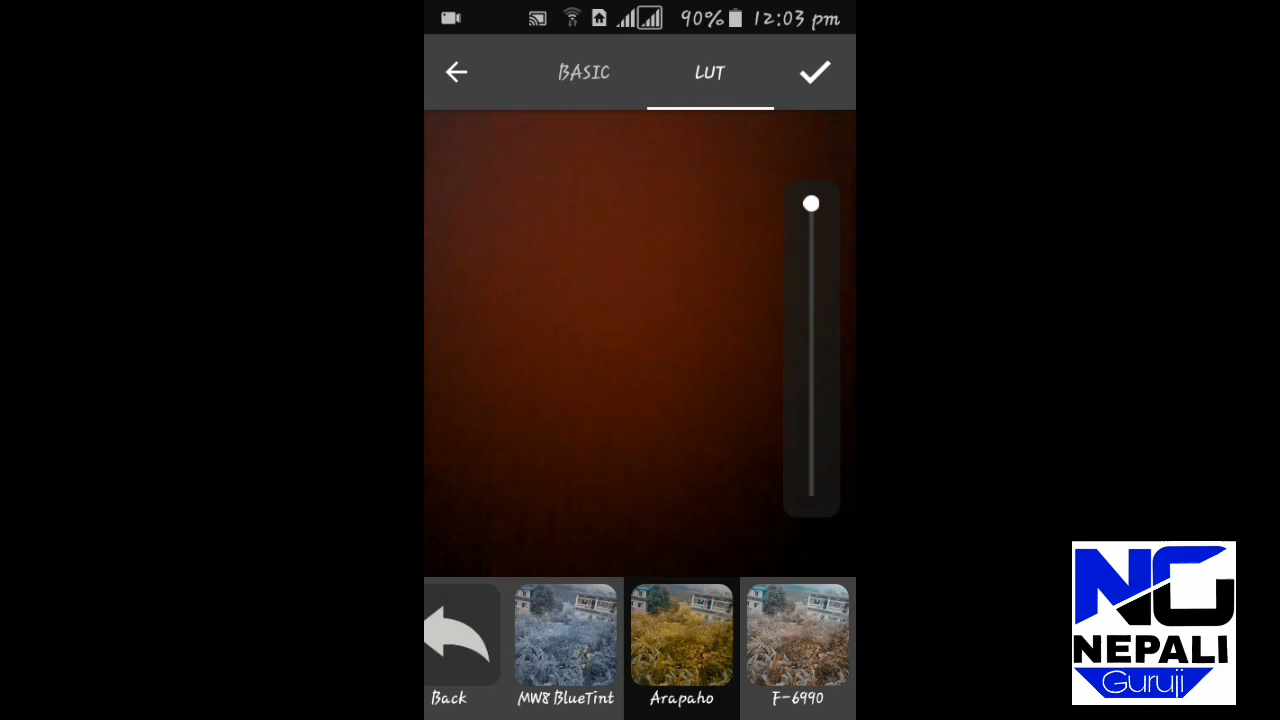 90% 12:03 pm
BASIC LUT
Back MW8 BlueTint Arapaho F-6990
NG
NEPALI
Guruji